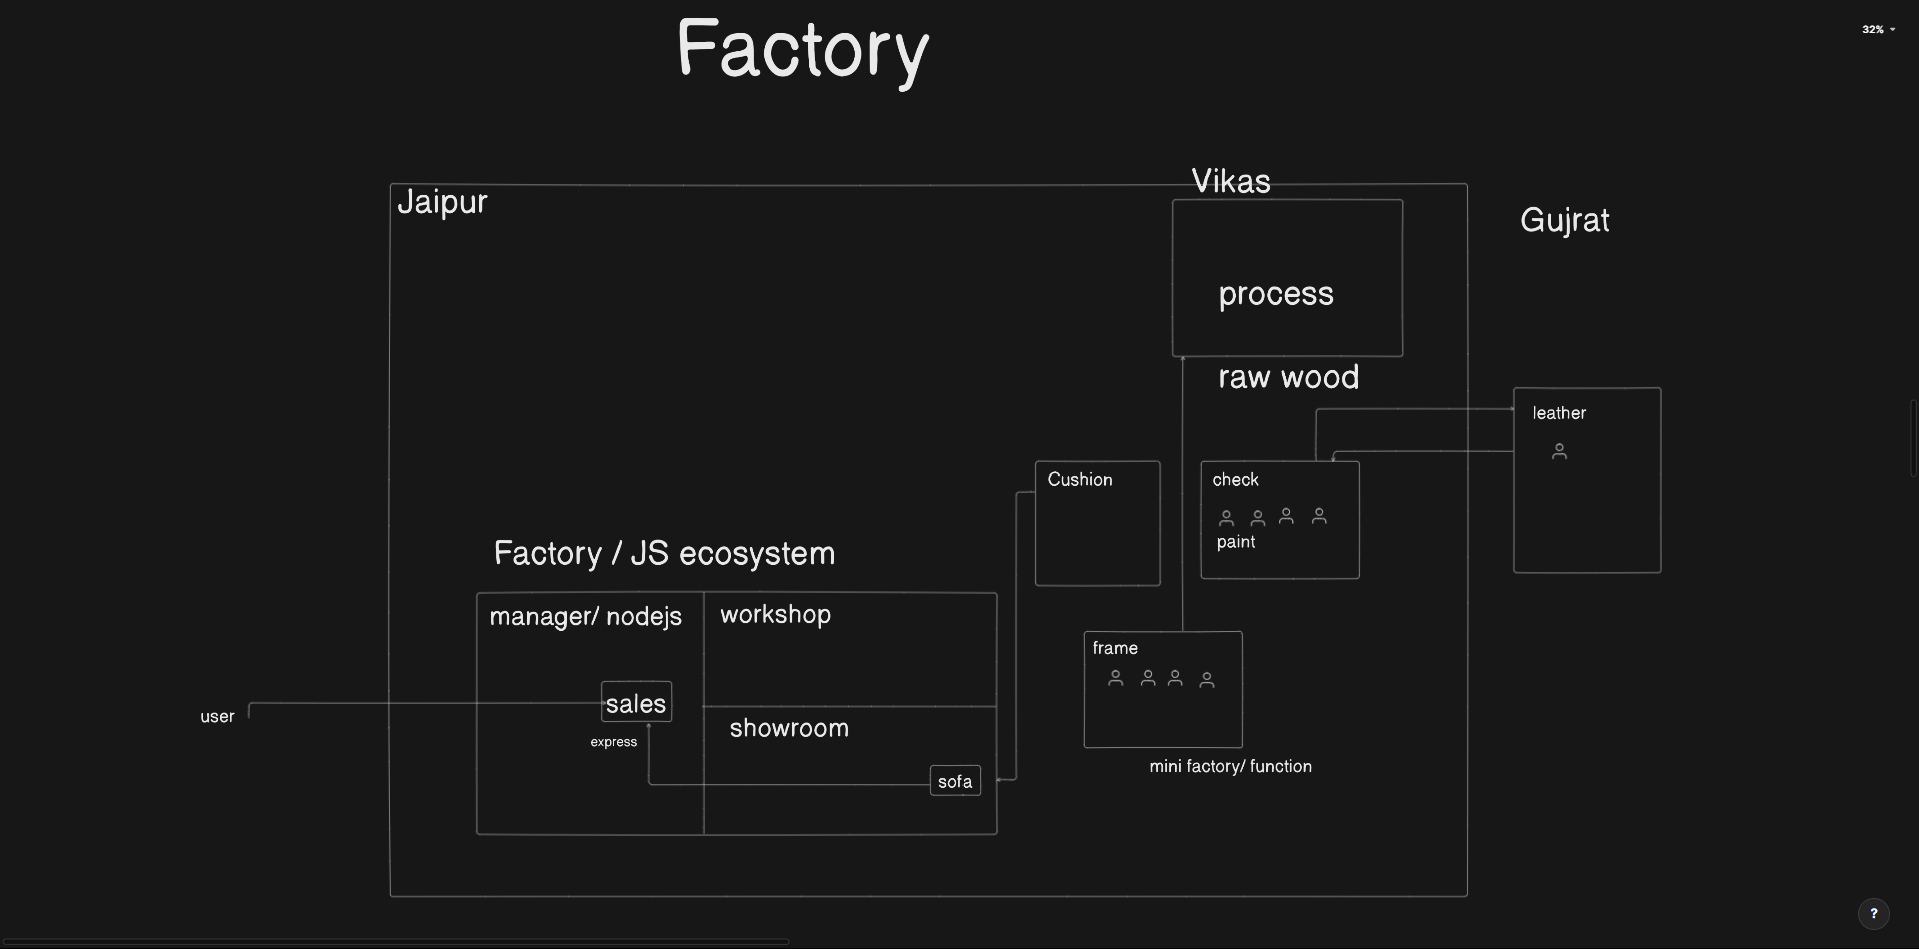 Factory
32%
Jaipur
Vikas
Gujrat
process
raw wood
leather
Cushion
check
paint
Factory / JS ecosystem
manager/ nodejs
workshop
frame
sales
user
express
showroom
mini factory/ function
sofa
?